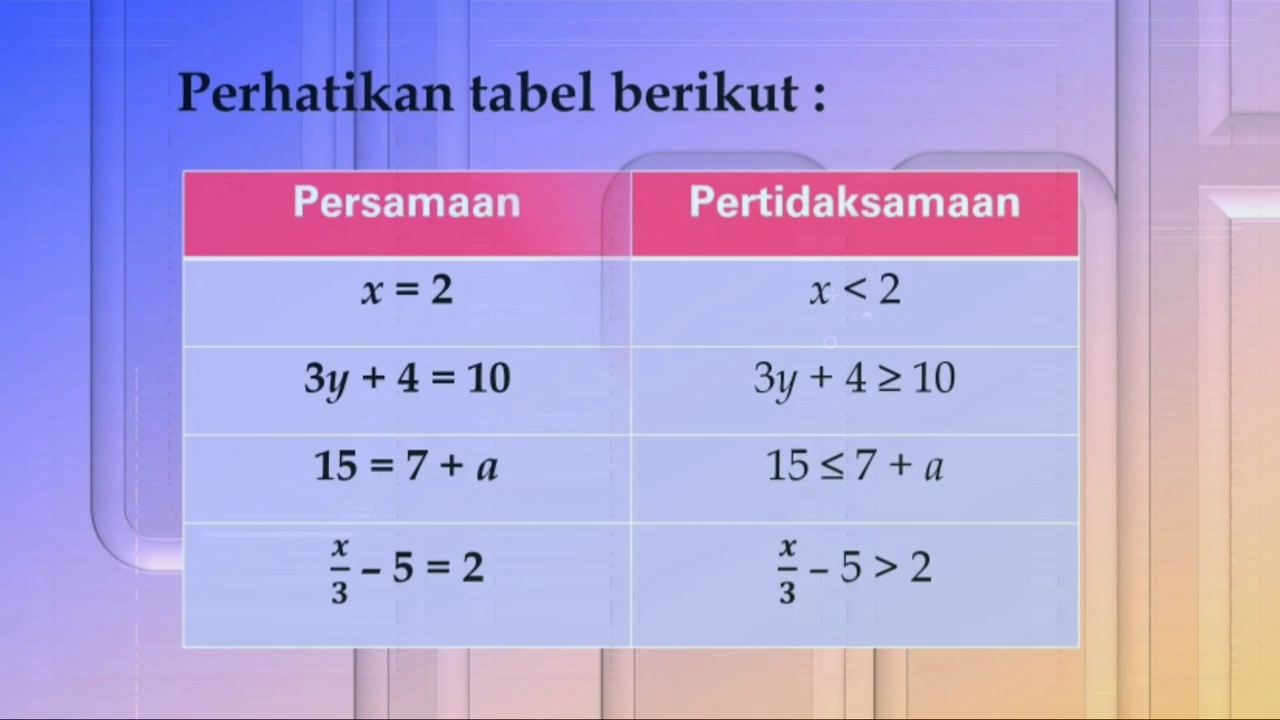 Perhatikan tabel berikut :
Persamaan Pertidaksamaan
x = 2 x < 2
3y + 4 = 10 3y + 4 ≥ 10
15 = 7 + a 15 ≤ 7 + a
x/3 – 5 = 2 x/3 – 5 > 2